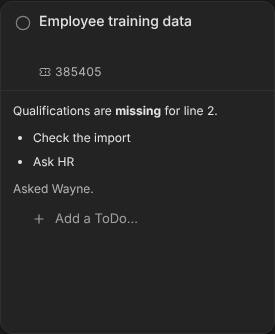 Employee training data
385405
Qualifications are missing for line 2.
• Check the import
• Ask HR
Asked Wayne.
+ Add a ToDo...